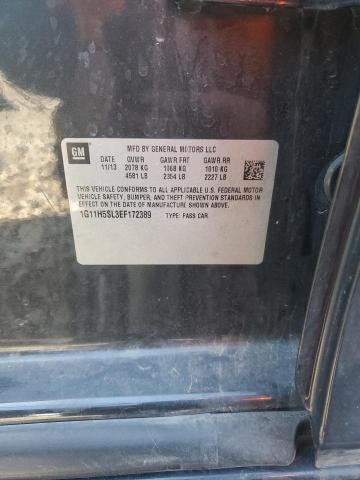 GM
MFD BY GENERAL MOTORS LLC
DATE GVWR GAWR FRT GAWR RR
11/13 2078 KG 1068 KG 1010 KG
4581 LB 2354 LB 2227 LB
THIS VEHICLE CONFORMS TO ALL APPLICABLE U.S. FEDERAL MOTOR
VEHICLE SAFETY, BUMPER, AND THEFT PREVENTION STANDARDS
IN EFFECT ON THE DATE OF MANUFACTURE SHOWN ABOVE.
1G11H5SL3EF172389 TYPE: PASS CAR